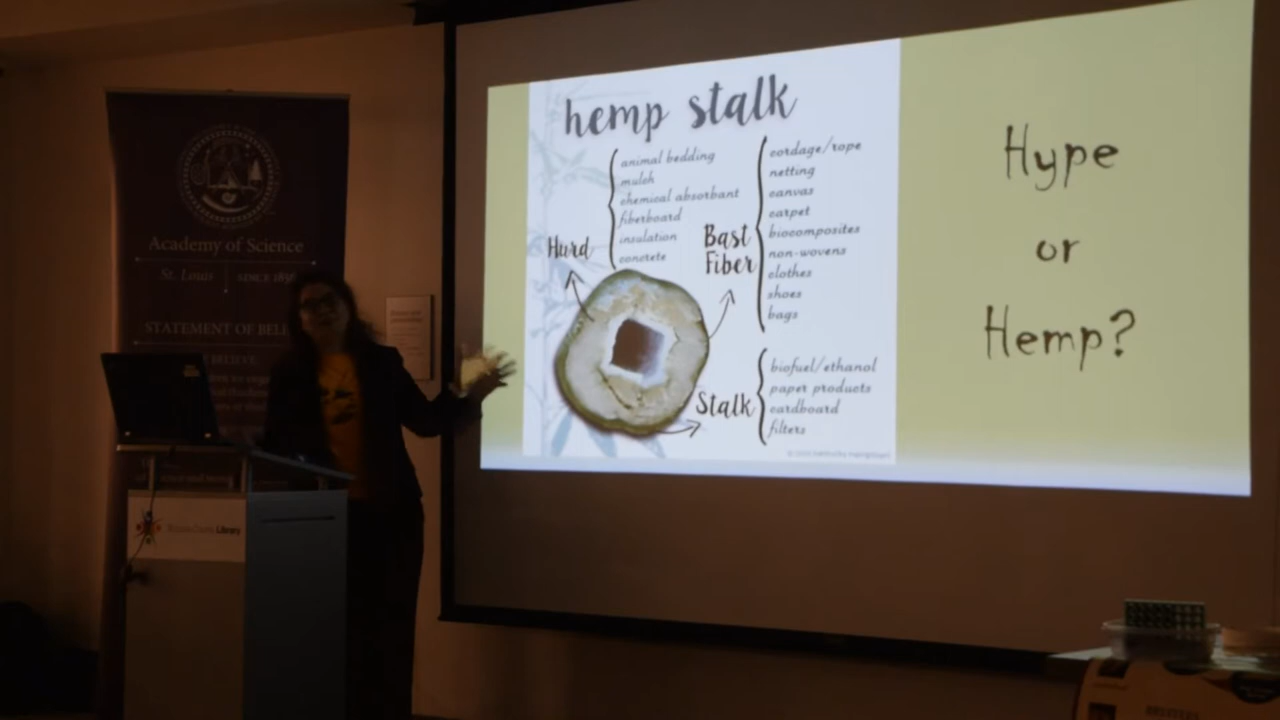 hemp stalk
Hurd
animal bedding
mulch
chemical absorbant
fiberboard
insulation
concrete
Bast
Fiber
cordage/rope
netting
canvas
carpet
biocomposites
non-wovens
clothes
shoes
bags
Stalk
biofuel/ethanol
paper products
cardboard
filters
Hype
or
Hemp?
Academy of Science
St. Louis
STATEMENT OF
BELIEVE
Library